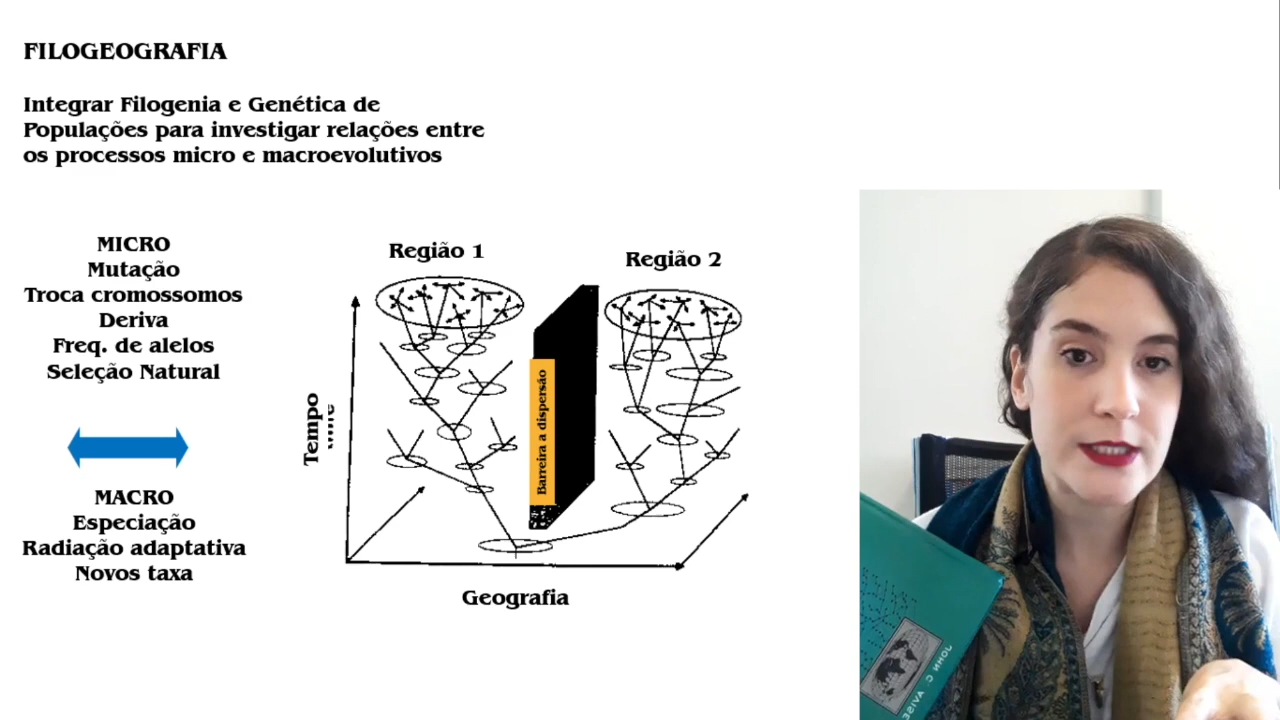 FILOGEOGRAFIA
Integrar Filogenia e Genética de
Populações para investigar relações entre
os processos micro e macroevolutivos
MICRO
Mutação
Troca cromossomos
Deriva
Freq. de alelos
Seleção Natural
MACRO
Especiação
Radiação adaptativa
Novos taxa
Região 1
Região 2
Tempo
Barreira a dispersão
Geografia
JOHN C. AVISE